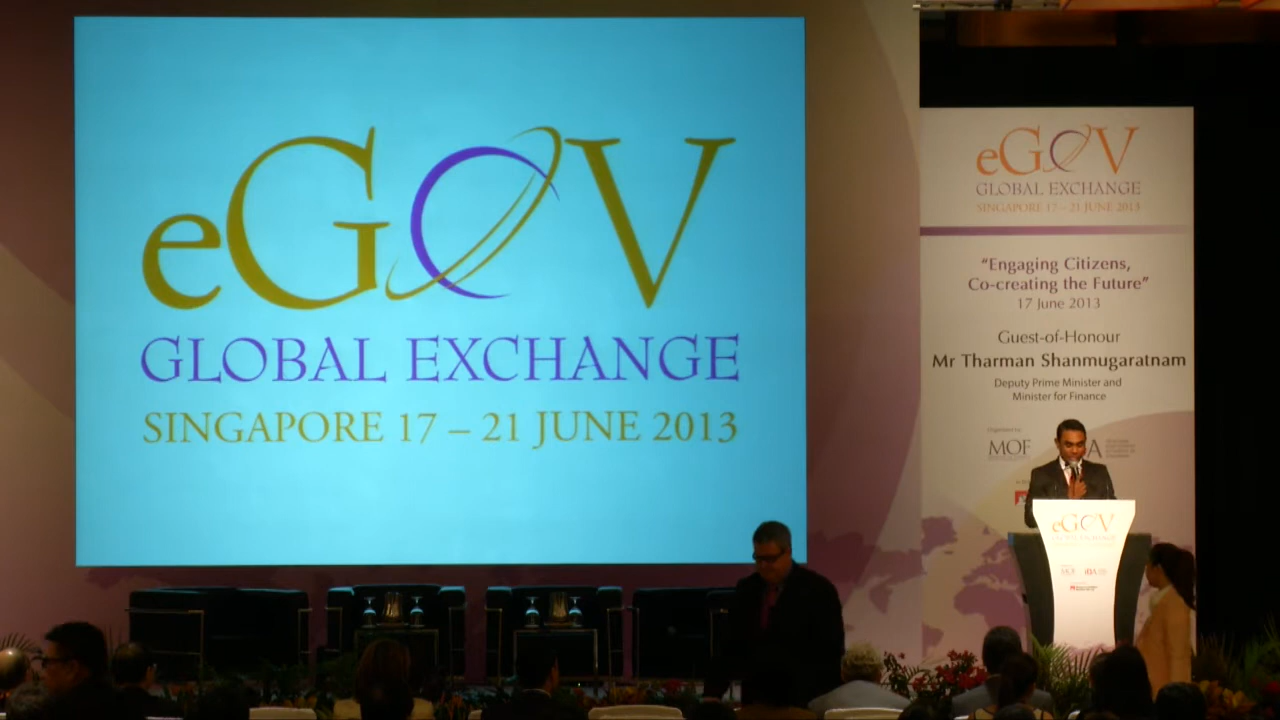 eGOV
GLOBAL EXCHANGE
SINGAPORE 17 – 21 JUNE 2013
eGOV
GLOBAL EXCHANGE
SINGAPORE 17 – 21 JUNE 2013
“Engaging Citizens,
Co-creating the Future”
17 June 2013
Guest-of-Honour
Mr Tharman Shanmugaratnam
Deputy Prime Minister and
Minister for Finance
Organised by
MOF
eGOV